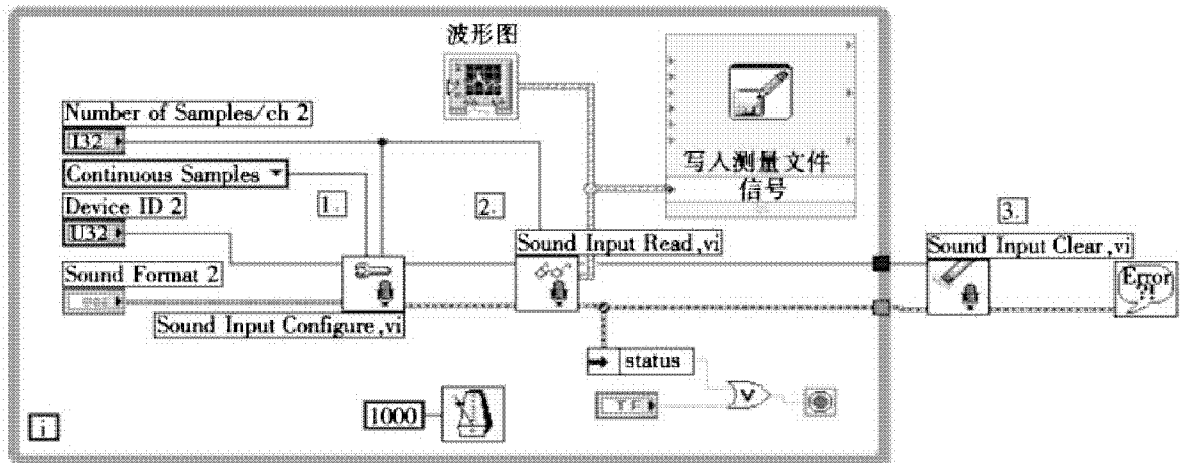 波形图
Number of Samples/ch 2
I32
Continuous Samples
Device ID 2
U32
Sound Format 2
1.
2.
写入测量文件
信号
3.
Sound Input Read,vi
Sound Input Clear,vi
Error
?!
Sound Input Configure,vi
status
TF
1000
i